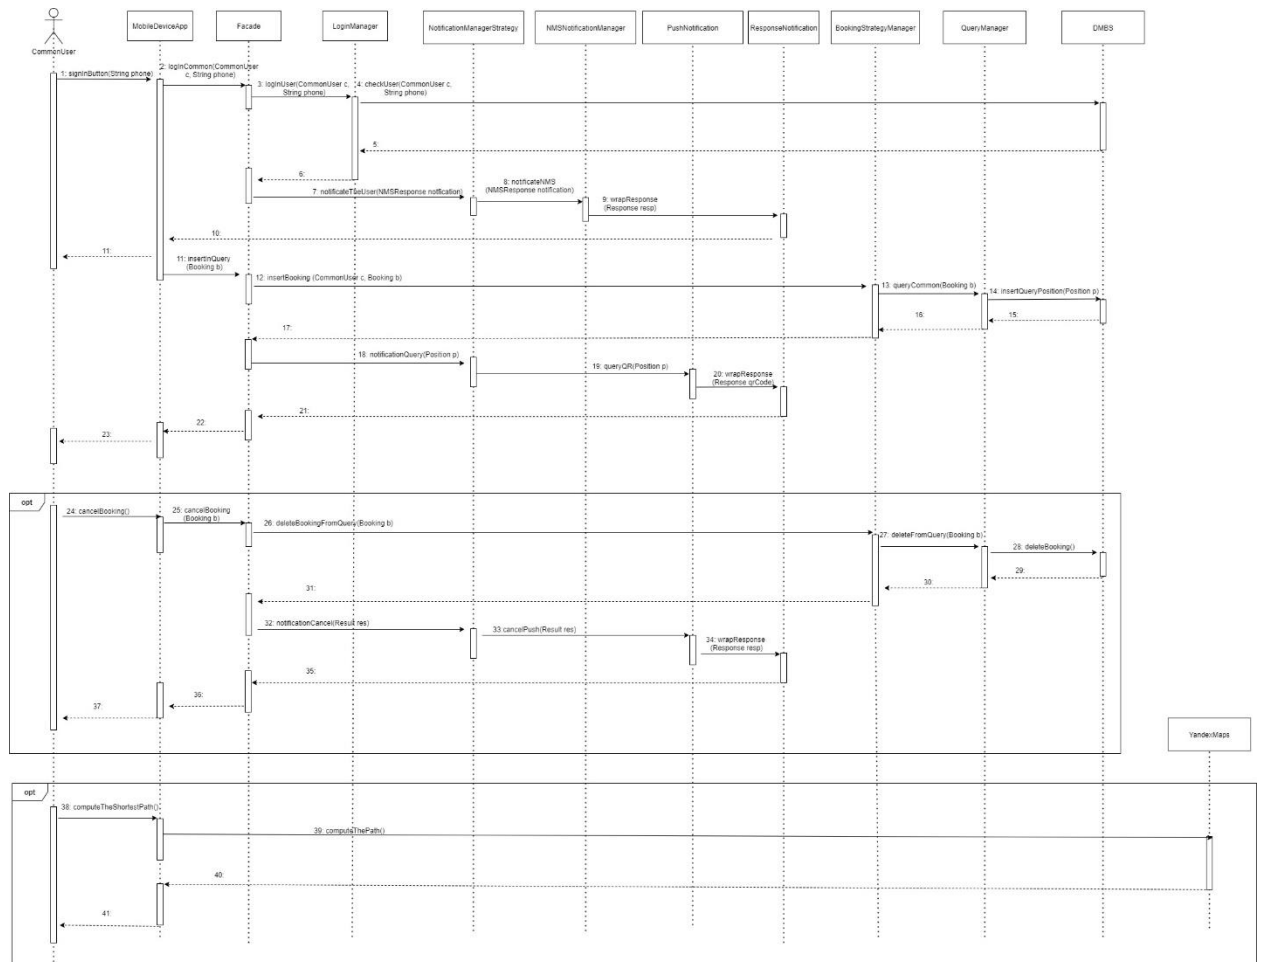 MobileDeviceApp
Facade
LoginManager
NotificationManagerStrategy
NMSNotificationManager
PushNotification
ResponseNotification
BookingStrategyManager
QueryManager
DMBS
CommonUser
1: signInButton(String phone)
2: loginCommon(CommonUser
c, String phone)
3: loginUser(CommonUser c,
String phone)
4: checkUser(CommonUser c,
String phone)
5:
6:
7: notificateTheUser(NMSResponse notfication)
8: notificateNMS
(NMSResponse notification)
9: wrapResponse
(Response resp)
10:
11:
11: insertInQuery
(Booking b)
12: insertBooking (CommonUser c, Booking b)
13: queryCommon(Booking b)
14: insertQueryPosition(Position p)
15:
16:
17:
18: notificationQuery(Position p)
19: queryQR(Position p)
20: wrapResponse
(Response qrCode)
21:
22:
23:
opt
24: cancelBooking()
25: cancelBooking
(Booking b)
26: deleteBookingFromQuery(Booking b)
27: deleteFromQuery(Booking b)
28: deleteBooking()
29:
30:
31:
32: notificationCancel(Result res)
33 cancelPush(Result res)
34: wrapResponse
(Response resp)
35:
36:
37:
YandexMaps
opt
38: computeTheShortestPath()
39: computeThePath()
40:
41: